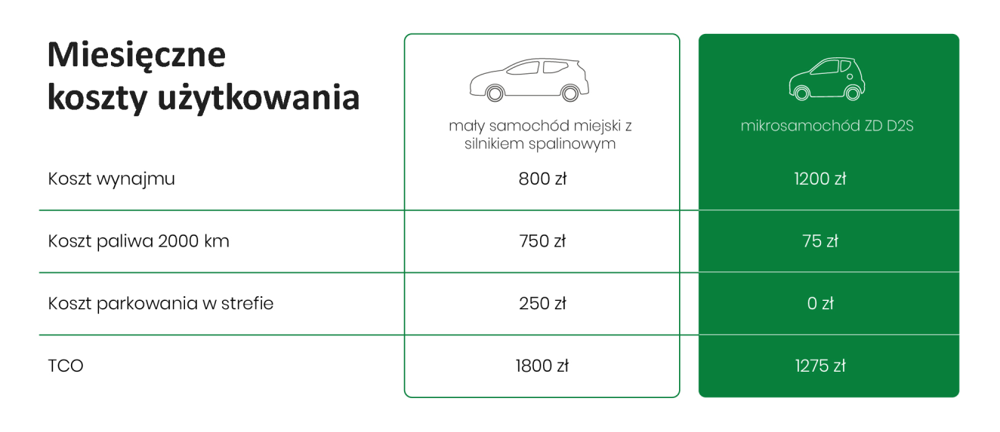 Miesięczne
koszty użytkowania
mały samochód miejski z
silnikiem spalinowym
mikrosamochód ZD D2S
Koszt wynajmu 800 zł 1200 zł
Koszt paliwa 2000 km 750 zł 75 zł
Koszt parkowania w strefie 250 zł 0 zł
TCO 1800 zł 1275 zł